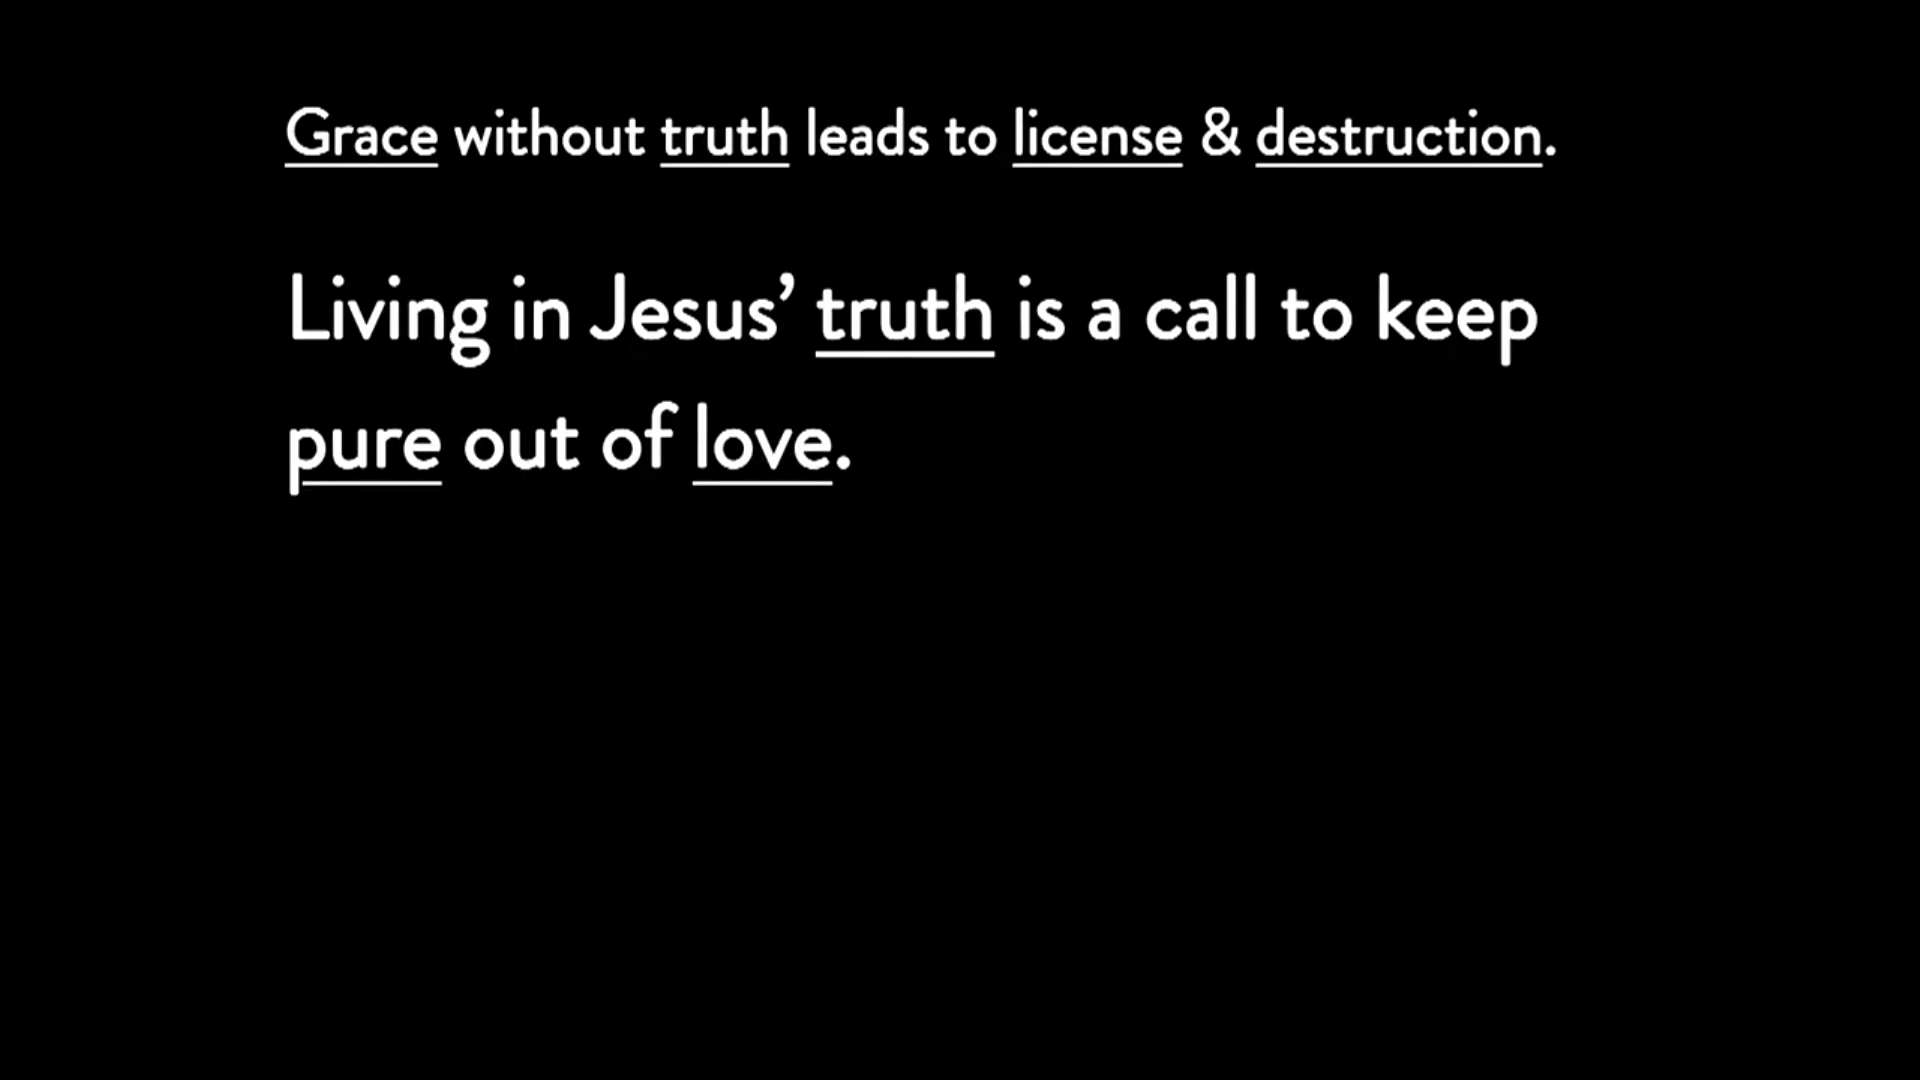 Grace without truth leads to license & destruction.
Living in Jesus’ truth is a call to keep
pure out of love.